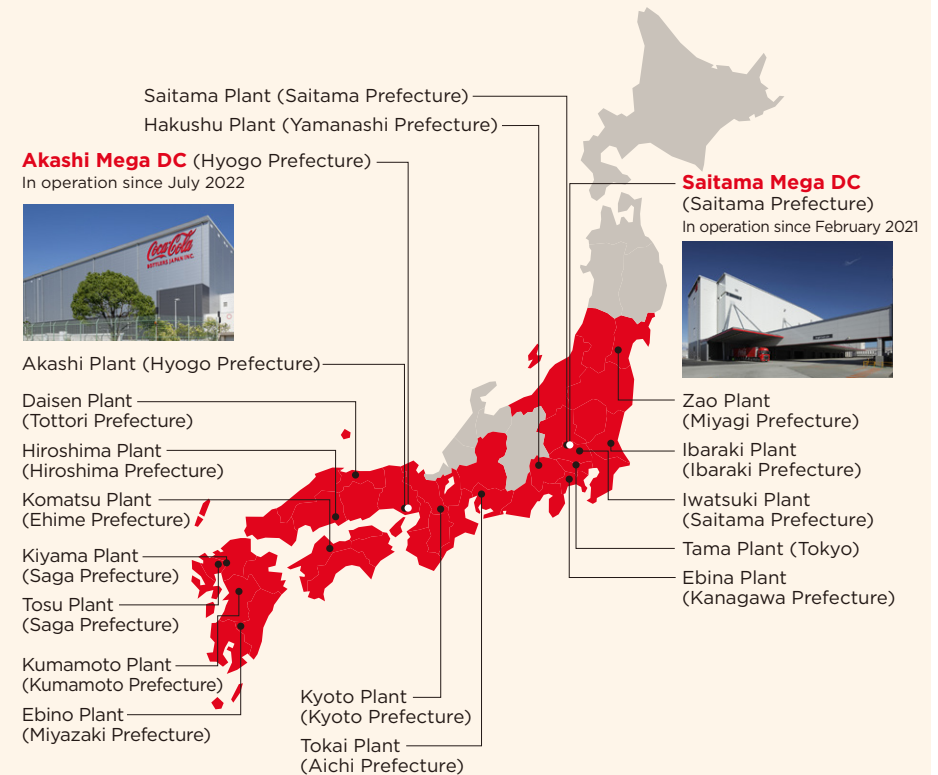 Saitama Plant (Saitama Prefecture)
Hakushu Plant (Yamanashi Prefecture)
Akashi Mega DC (Hyogo Prefecture)
In operation since July 2022
Coca-Cola
BOTTLERS JAPAN INC.
Saitama Mega DC
(Saitama Prefecture)
In operation since February 2021
Akashi Plant (Hyogo Prefecture)
Daisen Plant
(Tottori Prefecture)
Hiroshima Plant
(Hiroshima Prefecture)
Komatsu Plant
(Ehime Prefecture)
Kiyama Plant
(Saga Prefecture)
Tosu Plant
(Saga Prefecture)
Kumamoto Plant
(Kumamoto Prefecture)
Ebino Plant
(Miyazaki Prefecture)
Kyoto Plant
(Kyoto Prefecture)
Tokai Plant
(Aichi Prefecture)
Zao Plant
(Miyagi Prefecture)
Ibaraki Plant
(Ibaraki Prefecture)
Iwatsuki Plant
(Saitama Prefecture)
Tama Plant (Tokyo)
Ebina Plant
(Kanagawa Prefecture)